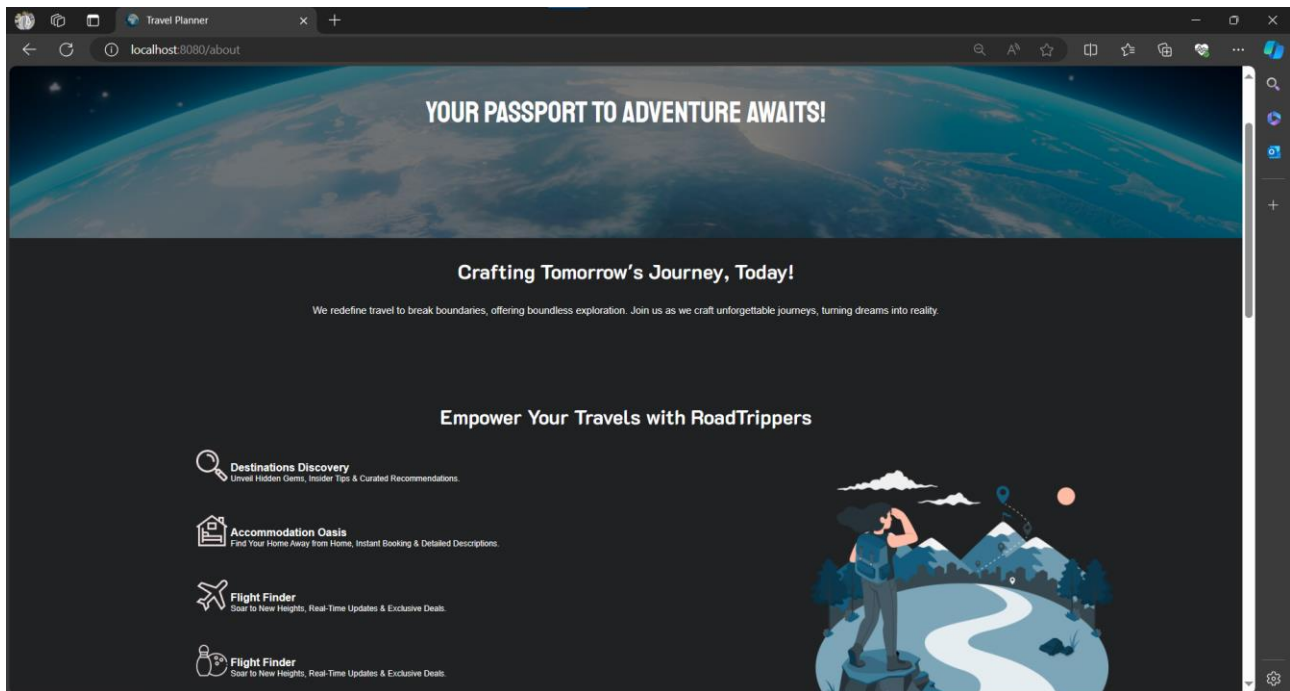 Travel Planner
localhost:8080/about
YOUR PASSPORT TO ADVENTURE AWAITS!
Crafting Tomorrow's Journey, Today!
We redefine travel to break boundaries, offering boundless exploration. Join us as we craft unforgettable journeys, turning dreams into reality.
Empower Your Travels with RoadTrippers
Destinations Discovery
Unveil Hidden Gems, Insider Tips & Curated Recommendations.
Accommodation Oasis
Find Your Home Away from Home, Instant Booking & Detailed Descriptions.
Flight Finder
Soar to New Heights, Real-Time Updates & Exclusive Deals.
Flight Finder
Soar to New Heights, Real-Time Updates & Exclusive Deals.